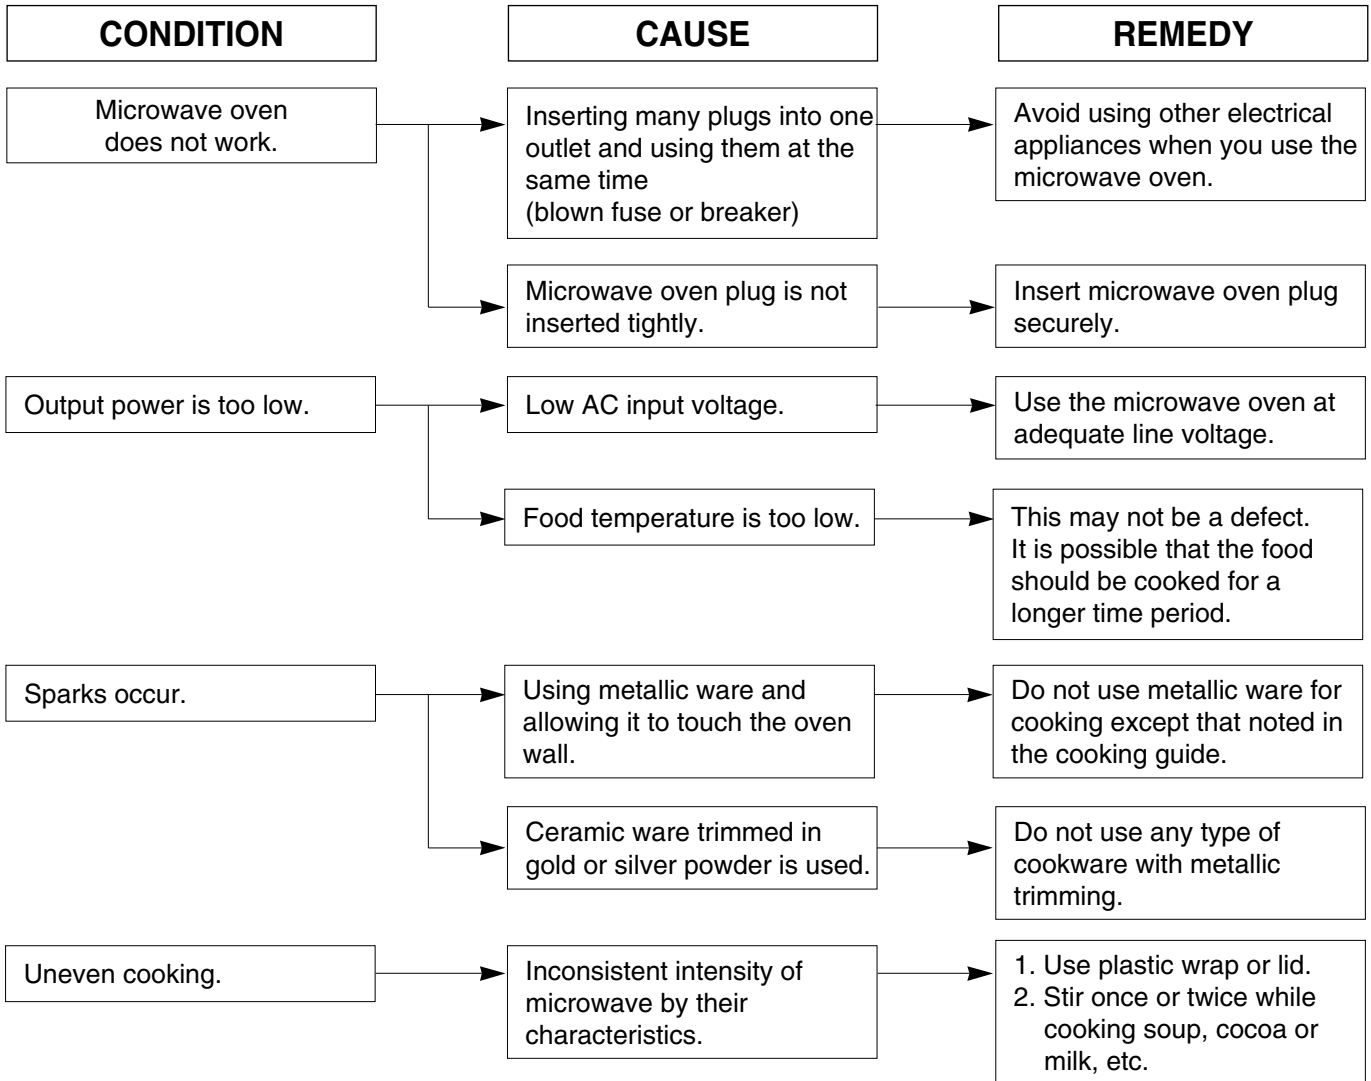 CONDITION
CAUSE
REMEDY
Microwave oven
does not work.
Inserting many plugs into one
outlet and using them at the
same time
(blown fuse or breaker)
Avoid using other electrical
appliances when you use the
microwave oven.
Microwave oven plug is not
inserted tightly.
Insert microwave oven plug
securely.
Output power is too low.
Low AC input voltage.
Use the microwave oven at
adequate line voltage.
Food temperature is too low.
This may not be a defect.
It is possible that the food
should be cooked for a
longer time period.
Sparks occur.
Using metallic ware and
allowing it to touch the oven
wall.
Do not use metallic ware for
cooking except that noted in
the cooking guide.
Ceramic ware trimmed in
gold or silver powder is used.
Do not use any type of
cookware with metallic
trimming.
Uneven cooking.
Inconsistent intensity of
microwave by their
characteristics.
1. Use plastic wrap or lid.
2. Stir once or twice while
cooking soup, cocoa or
milk, etc.